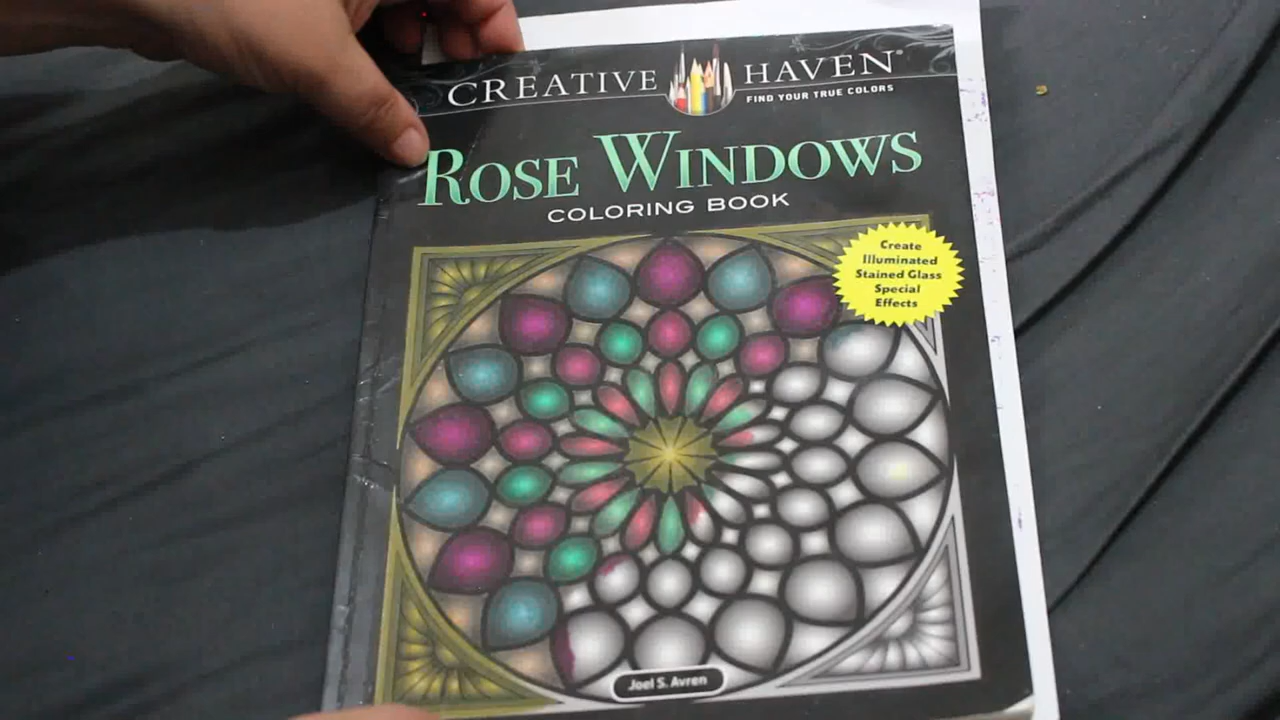 CREATIVE HAVEN®
FIND YOUR TRUE COLORS
ROSE WINDOWS
COLORING BOOK
Create
Illuminated
Stained Glass
Special
Effects
Joel S. Avren